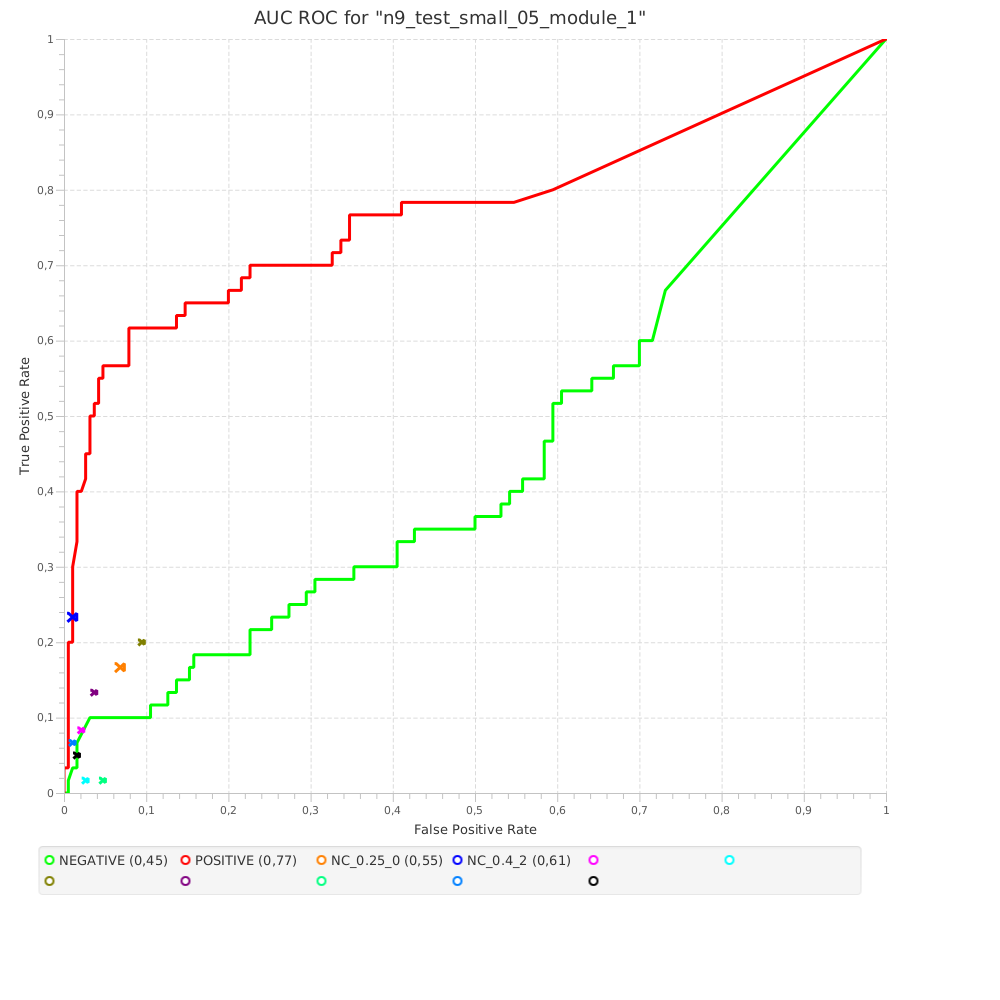 AUC ROC for "n9_test_small_05_module_1"
1
0,9
0,8
0,7
0,6
0,5
0,4
0,3
0,2
0,1
0
True Positive Rate
0 0,1 0,2 0,3 0,4 0,5 0,6 0,7 0,8 0,9 1
False Positive Rate
NEGATIVE (0,45) POSITIVE (0,77) NC_0.25_0 (0,55) NC_0.4_2 (0,61)